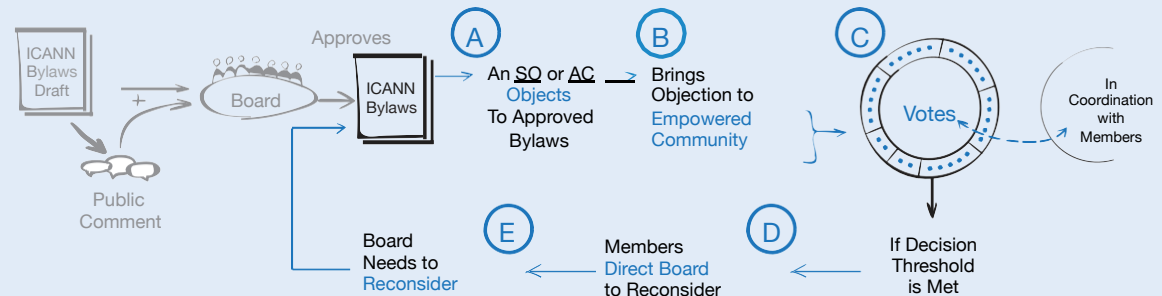 ICANN
Bylaws
Draft
+
Public
Comment
Board
Approves
ICANN
Bylaws
A
An SO or AC
Objects
To Approved
Bylaws
B
Brings
Objection to
Empowered
Community
C
Votes
In
Coordination
with
Members
If Decision
Threshold
is Met
D
Members
Direct Board
to Reconsider
E
Board
Needs to
Reconsider